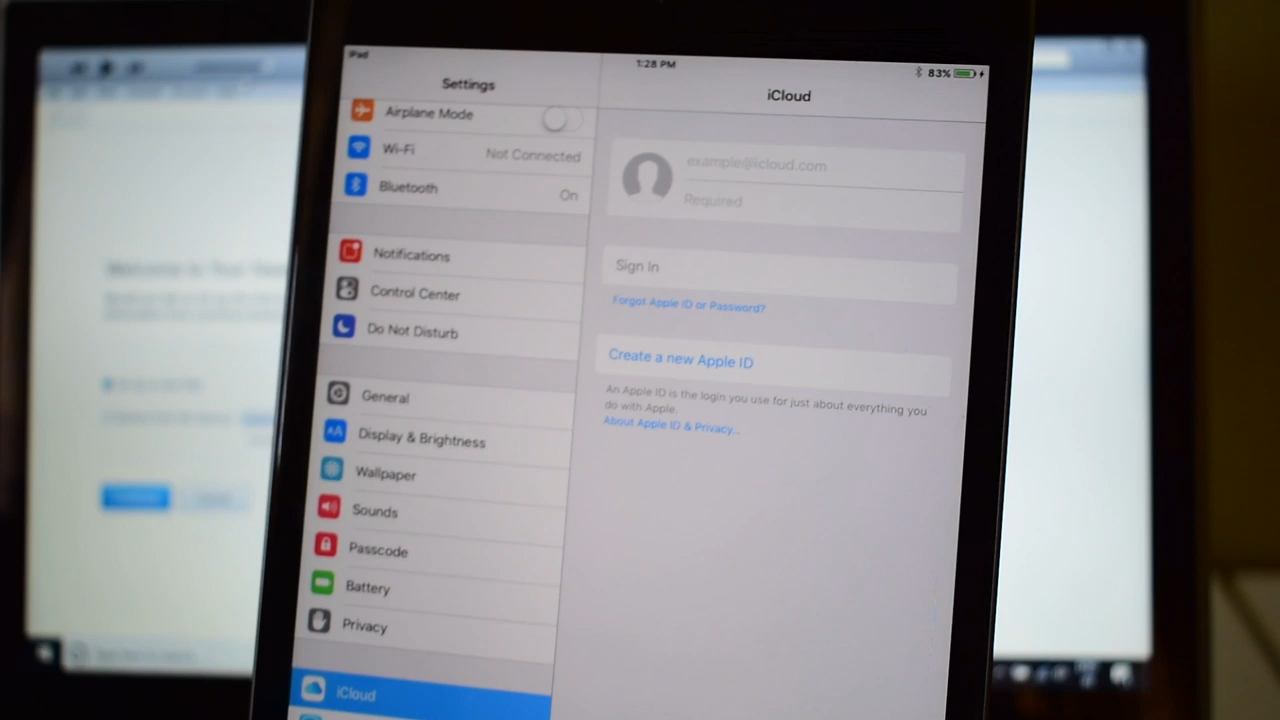 iPad
1:28 PM
83%
Settings
iCloud
Airplane Mode
Wi-Fi Not Connected
Bluetooth On
Notifications
Control Center
Do Not Disturb
General
Display & Brightness
Wallpaper
Sounds
Passcode
Battery
Privacy
iCloud
example@icloud.com
Required
Sign In
Forgot Apple ID or Password?
Create a new Apple ID
An Apple ID is the login you use for just about everything you
do with Apple.
About Apple ID & Privacy...